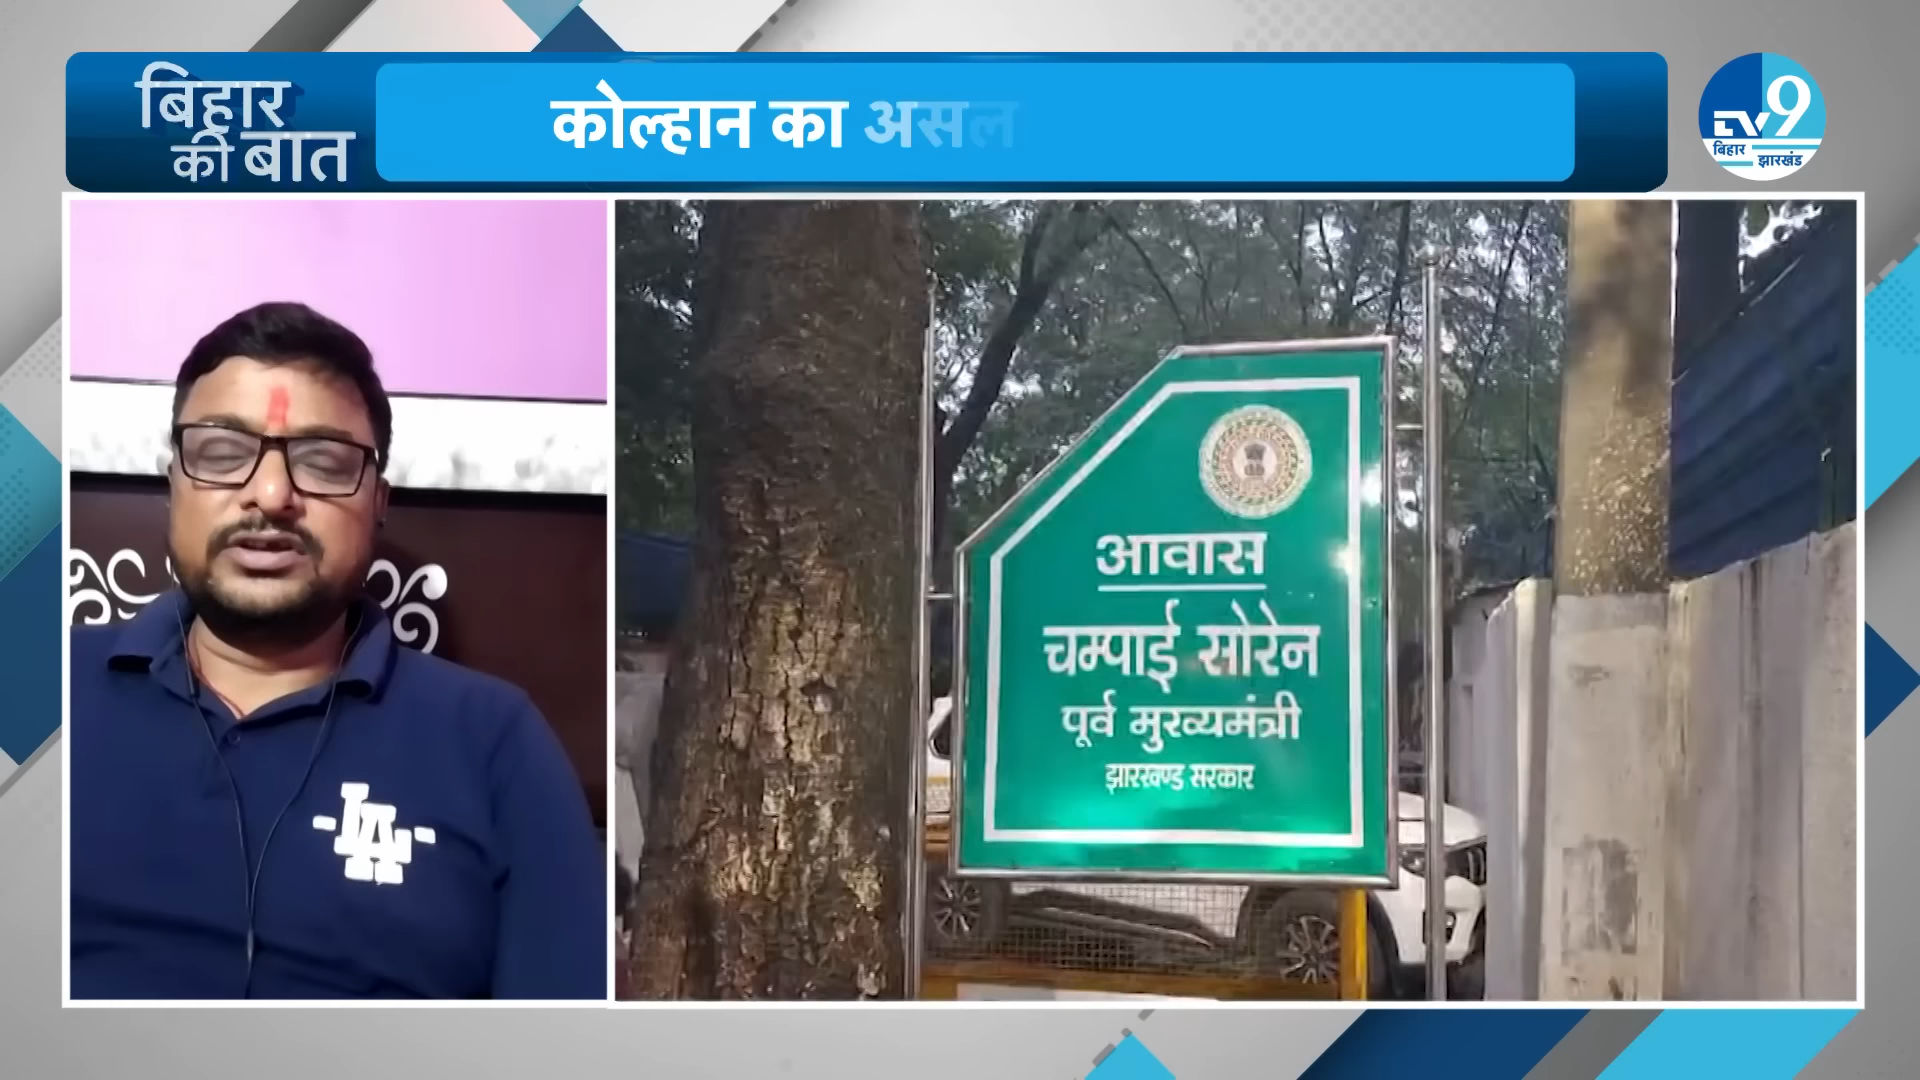 बिहार
की बात
कोल्हान का असल
TV9
बिहार
झारखंड
LA
आवास
चम्पाई सोरेन
पूर्व मुख्यमंत्री
झारखण्ड सरकार